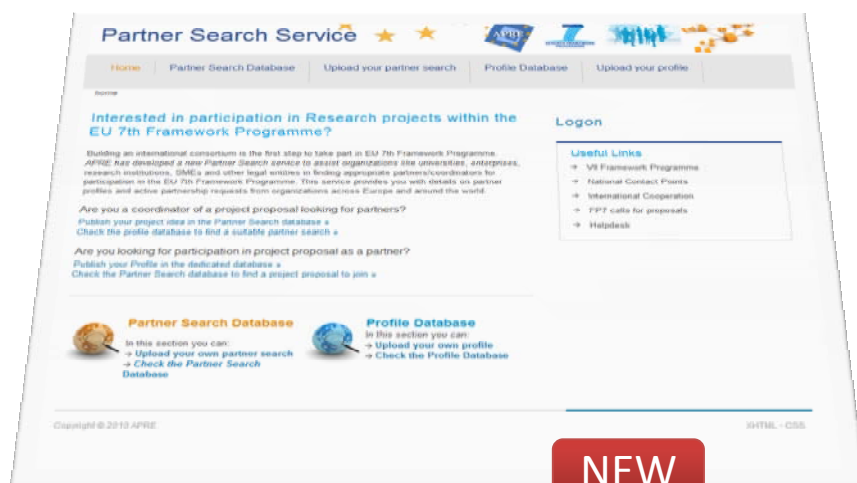 Partner Search Service
APRE
7
Home Partner Search Database Upload your partner search Profile Database Upload your profile
home
Interested in participation in Research projects within the
EU 7th Framework Programme?
Building an international consortium is the first step to take part in EU 7th Framework Programme.
APRE has developed a new Partner Search service to assist organizations like universities, enterprises,
research institutions, SMEs and other legal entities in finding appropriate partners/coordinators for
participation in the EU 7th Framework Programme. This service provides you with details on partner
profiles and active partnership requests from organizations across Europe and around the world.
Are you a coordinator of a project proposal looking for partners?
Publish your project idea in the Partner Search database »
Check the profile database to find a suitable partner search »
Are you looking for participation in project proposal as a partner?
Publish your Profile in the dedicated database »
Check the Partner Search database to find a project proposal to join »
Logon
Useful Links
→ VII Framework Programme
→ National Contact Points
→ International Cooperation
→ FP7 calls for proposals
→ Helpdesk
Partner Search Database
In this section you can:
→ Upload your own partner search
→ Check the Partner Search
Database
Profile Database
In this section you can:
→ Upload your own profile
→ Check the Profile Database
Copyright © 2010 APRE
XHTML - CSS
NEW